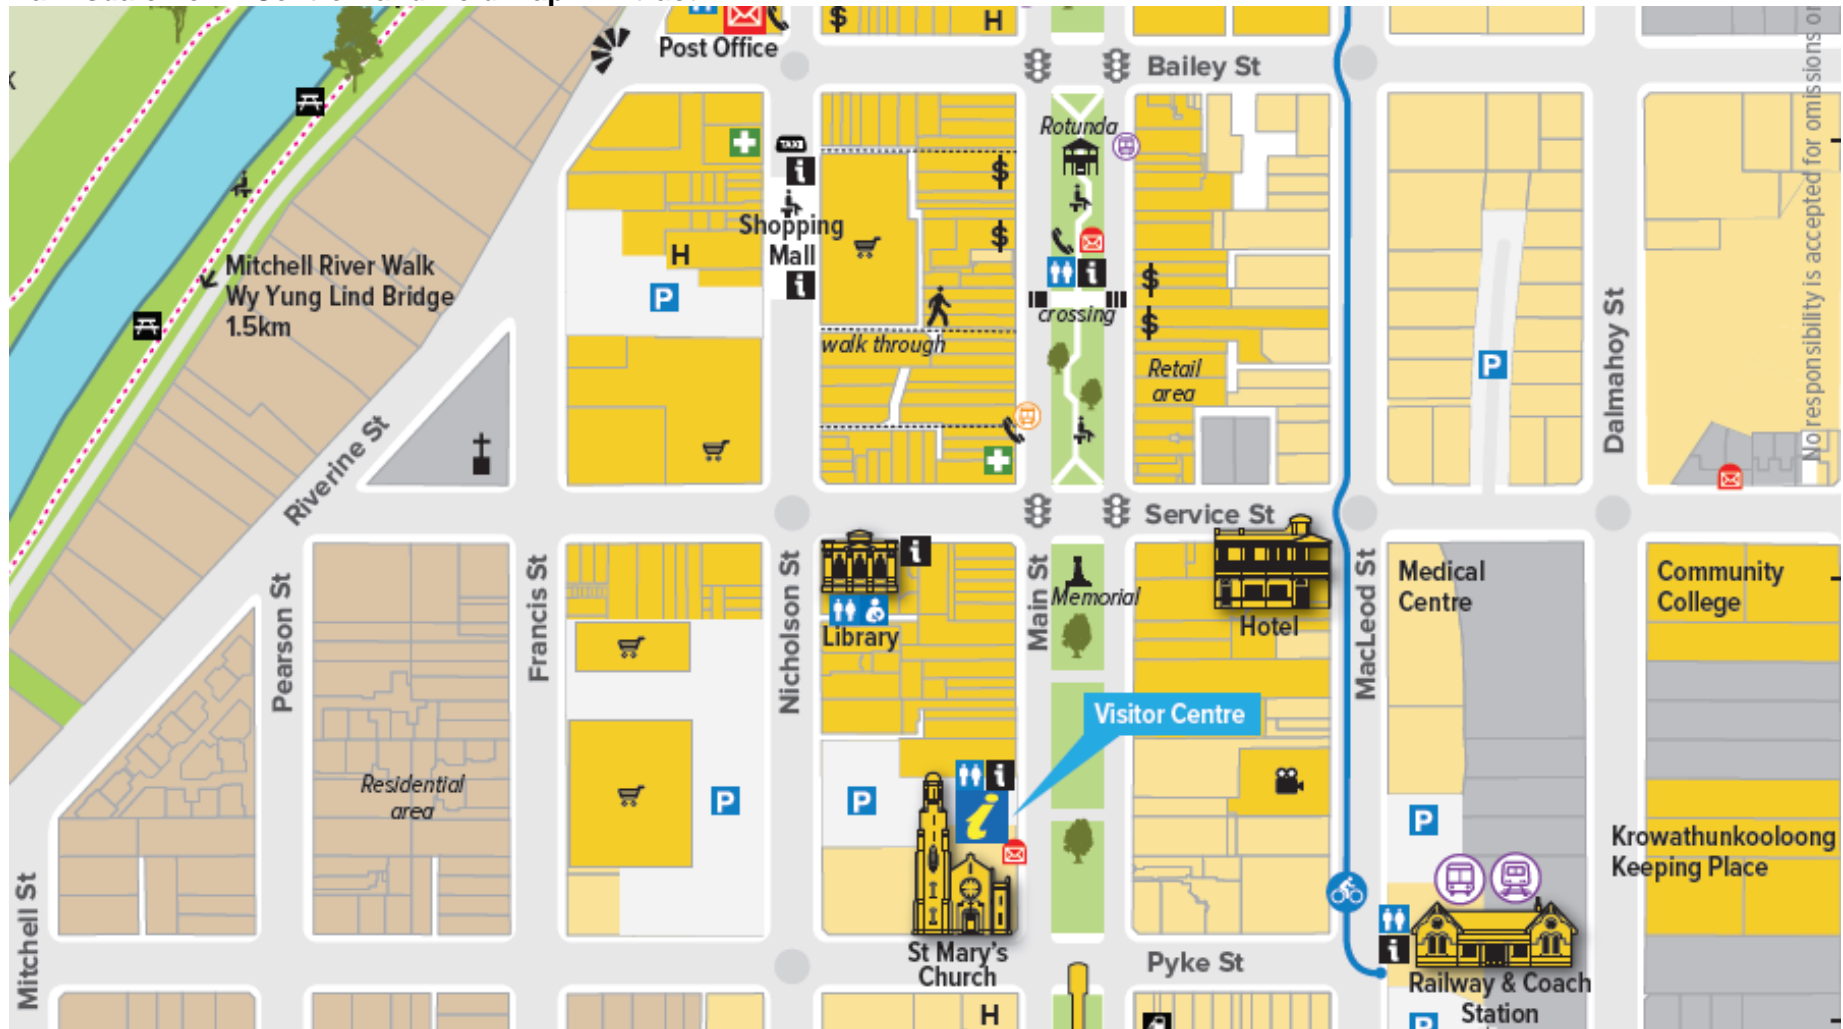 Post Office
H
Bailey St
Rotunda
TAXI
Shopping
Mall
H
P
Mitchell River Walk
Wy Yung Lind Bridge
1.5km
walk through
crossing
Retail
area
P
Dalmahoy St
No responsibility is accepted for omissions or
Riverine St
Service St
Pearson St
Francis St
Nicholson St
Library
Main St
Memorial
Hotel
MacLeod St
Medical
Centre
Community
College
Visitor Centre
Residential
area
P
P
P
Krowathunkooloong
Keeping Place
Mitchell St
St Mary's
Church
Pyke St
Railway & Coach
Station
H
P